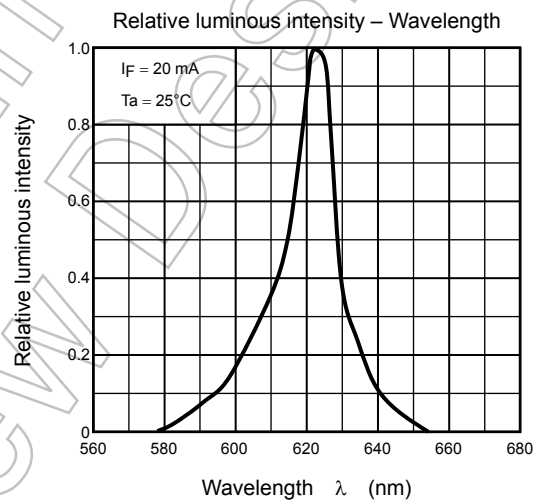 Relative luminous intensity – Wavelength
IF = 20 mA
Ta = 25°C
Relative luminous intensity
1.0
0.8
0.6
0.4
0.2
0
560 580 600 620 640 660 680
Wavelength λ (nm)